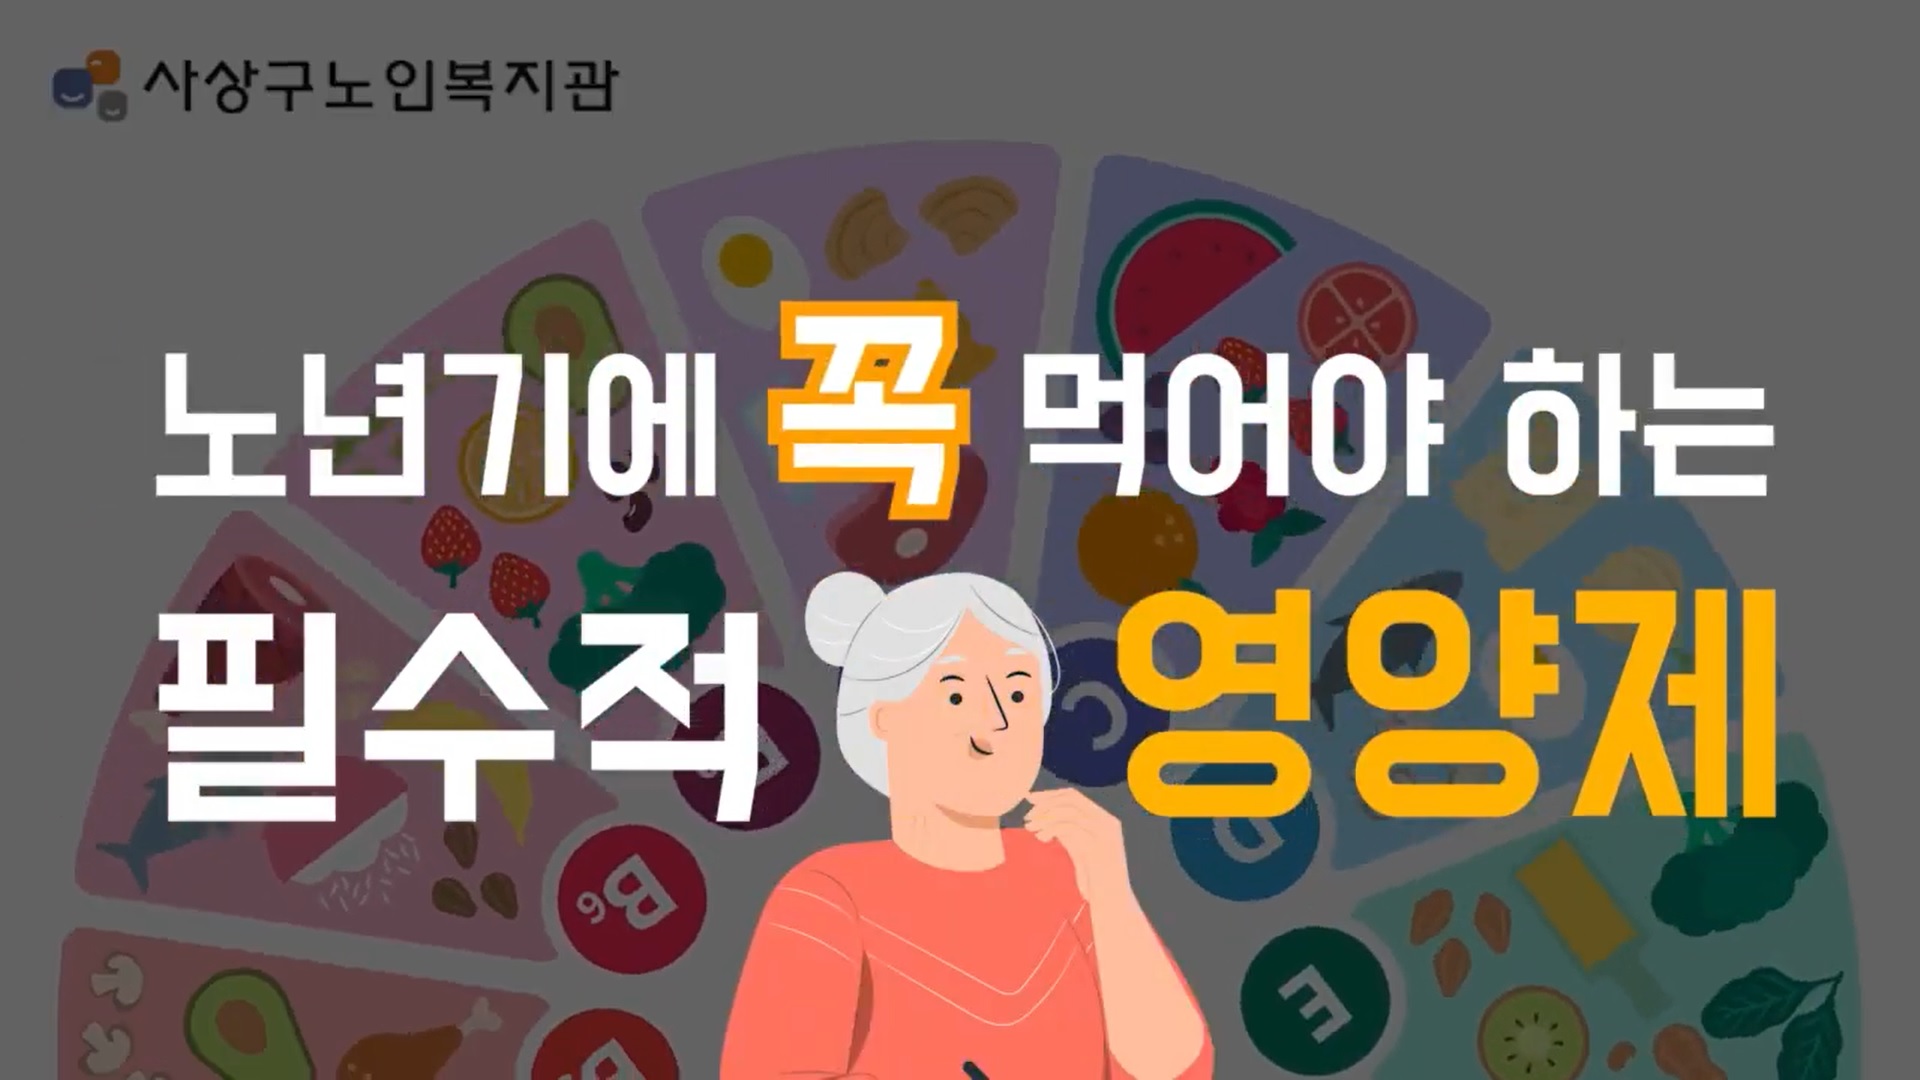 사상구노인복지관
노년기에 꼭 먹어야 하는
필수적 영양제
C
D
B6
E